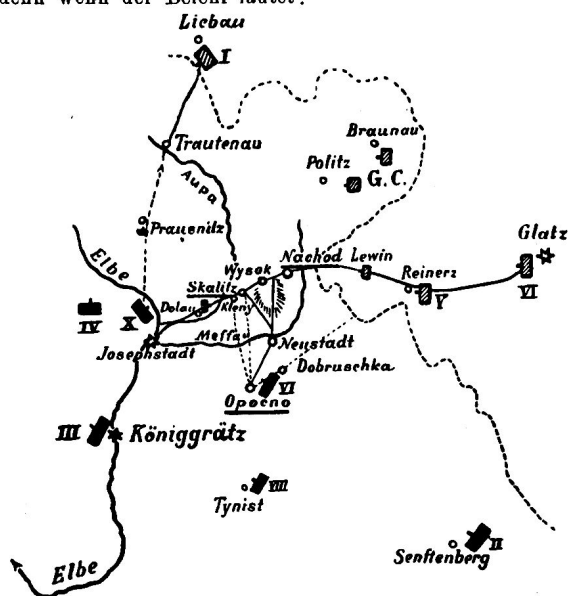 denn wenn der Befehl lautet:
Liebau
I
Trautenau
Braunau
Politz
G.C.
Aupa
Prausnitz
Glatz
Elbe
Nachod Lewin
Wysok
Reinerz
VI
Skalitz
V
IV
X
Dolan
Kleny
Mettau
Josephstadt
Neustadt
Dobruschka
VI
Opocno
III
Königgrätz
VIII
Tynist
II
Senftenberg
Elbe